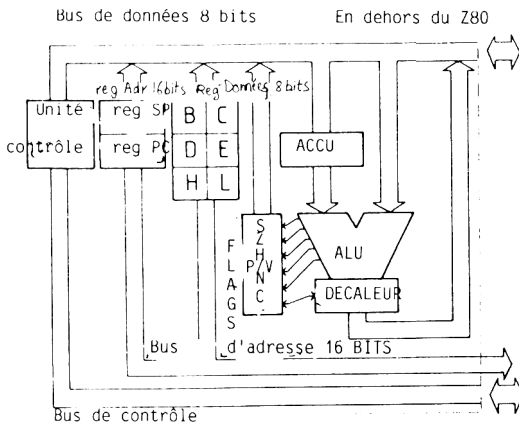 Bus de données 8 bits
En dehors du Z80
reg Adr 16bits
Reg Données 8 bits
Unité
contrôle
reg SP
reg PC
B C
D E
H L
ACCU
FLAGS
S
Z
H
P/V
N
C
ALU
DECALEUR
Bus d'adresse 16 BITS
Bus de contrôle